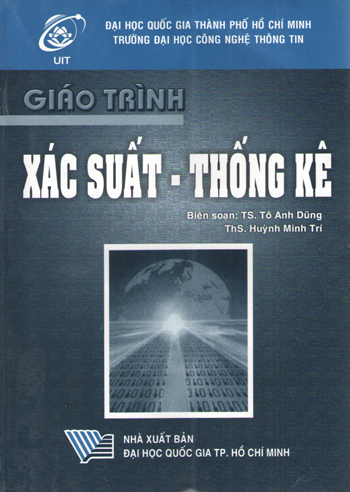 ĐẠI HỌC QUỐC GIA THÀNH PHỐ HỒ CHÍ MINH
TRƯỜNG ĐẠI HỌC CÔNG NGHỆ THÔNG TIN
UIT
GIÁO TRÌNH
XÁC SUẤT - THỐNG KÊ
Biên soạn: TS. Tô Anh Dũng
ThS. Huỳnh Minh Trí
NHÀ XUẤT BẢN
ĐẠI HỌC QUỐC GIA TP. HỒ CHÍ MINH